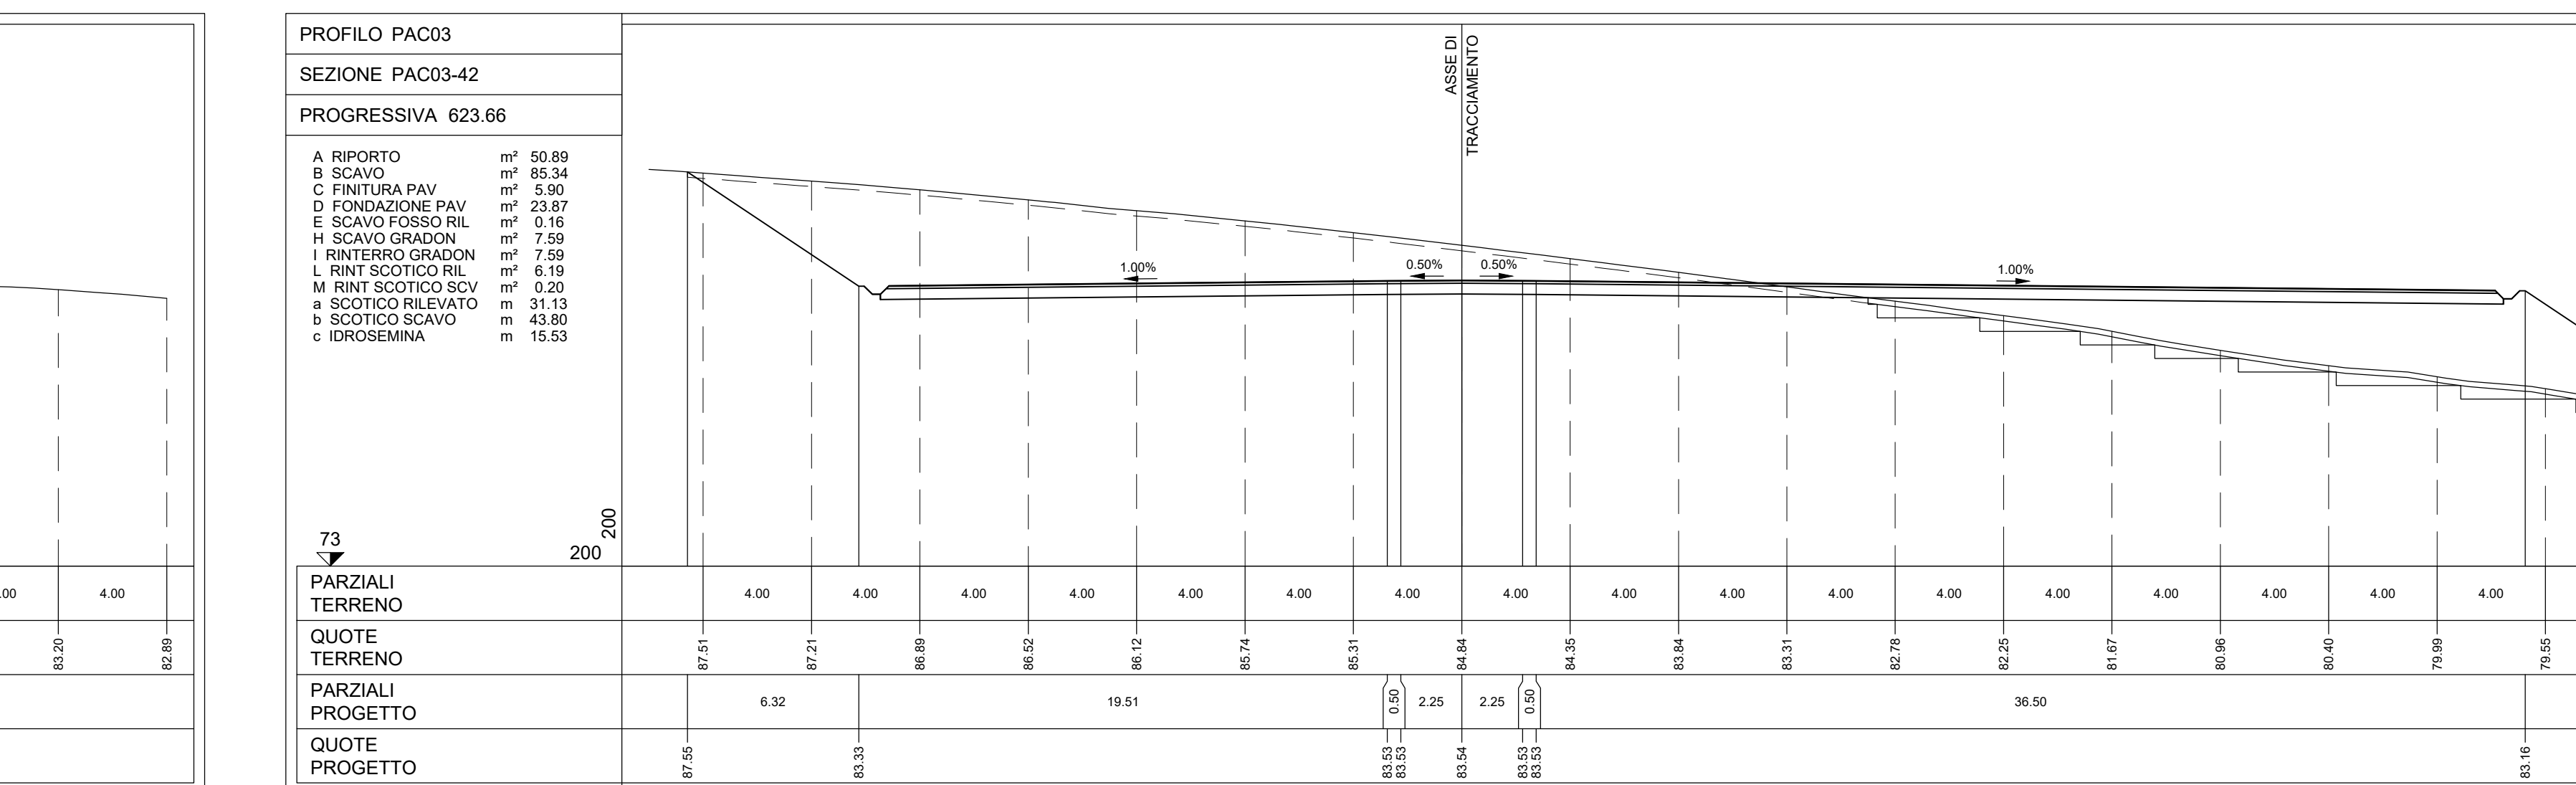 PROFILO PAC03
SEZIONE PAC03-42
PROGRESSIVA 623.66
A RIPORTO m² 50.89
B SCAVO m² 85.34
C FINITURA PAV m² 5.90
D FONDAZIONE PAV m² 23.87
E SCAVO FOSSO RIL m² 0.16
H SCAVO GRADON m² 7.59
I RINTERRO GRADON m² 7.59
L RINT SCOTICO RIL m² 6.19
M RINT SCOTICO SCV m² 0.20
a SCOTICO RILEVATO m 31.13
b SCOTICO SCAVO m 43.80
c IDROSEMINA m 15.53
ASSE DI
TRACCIAMENTO
1.00% 0.50% 0.50% 1.00%
73
200
200
.00 4.00
83.20 82.89
PARZIALI
TERRENO
4.00 4.00 4.00 4.00 4.00 4.00 4.00 4.00 4.00 4.00 4.00 4.00 4.00 4.00 4.00 4.00 4.00
QUOTE
TERRENO
87.51 87.21 86.89 86.52 86.12 85.74 85.31 84.84 84.35 83.84 83.31 82.78 82.25 81.67 80.96 80.40 79.99 79.55
PARZIALI
PROGETTO
6.32 19.51 0.50 2.25 2.25 0.50 36.50
QUOTE
PROGETTO
87.55 83.33 83.53 83.53 83.54 83.53 83.53 83.16